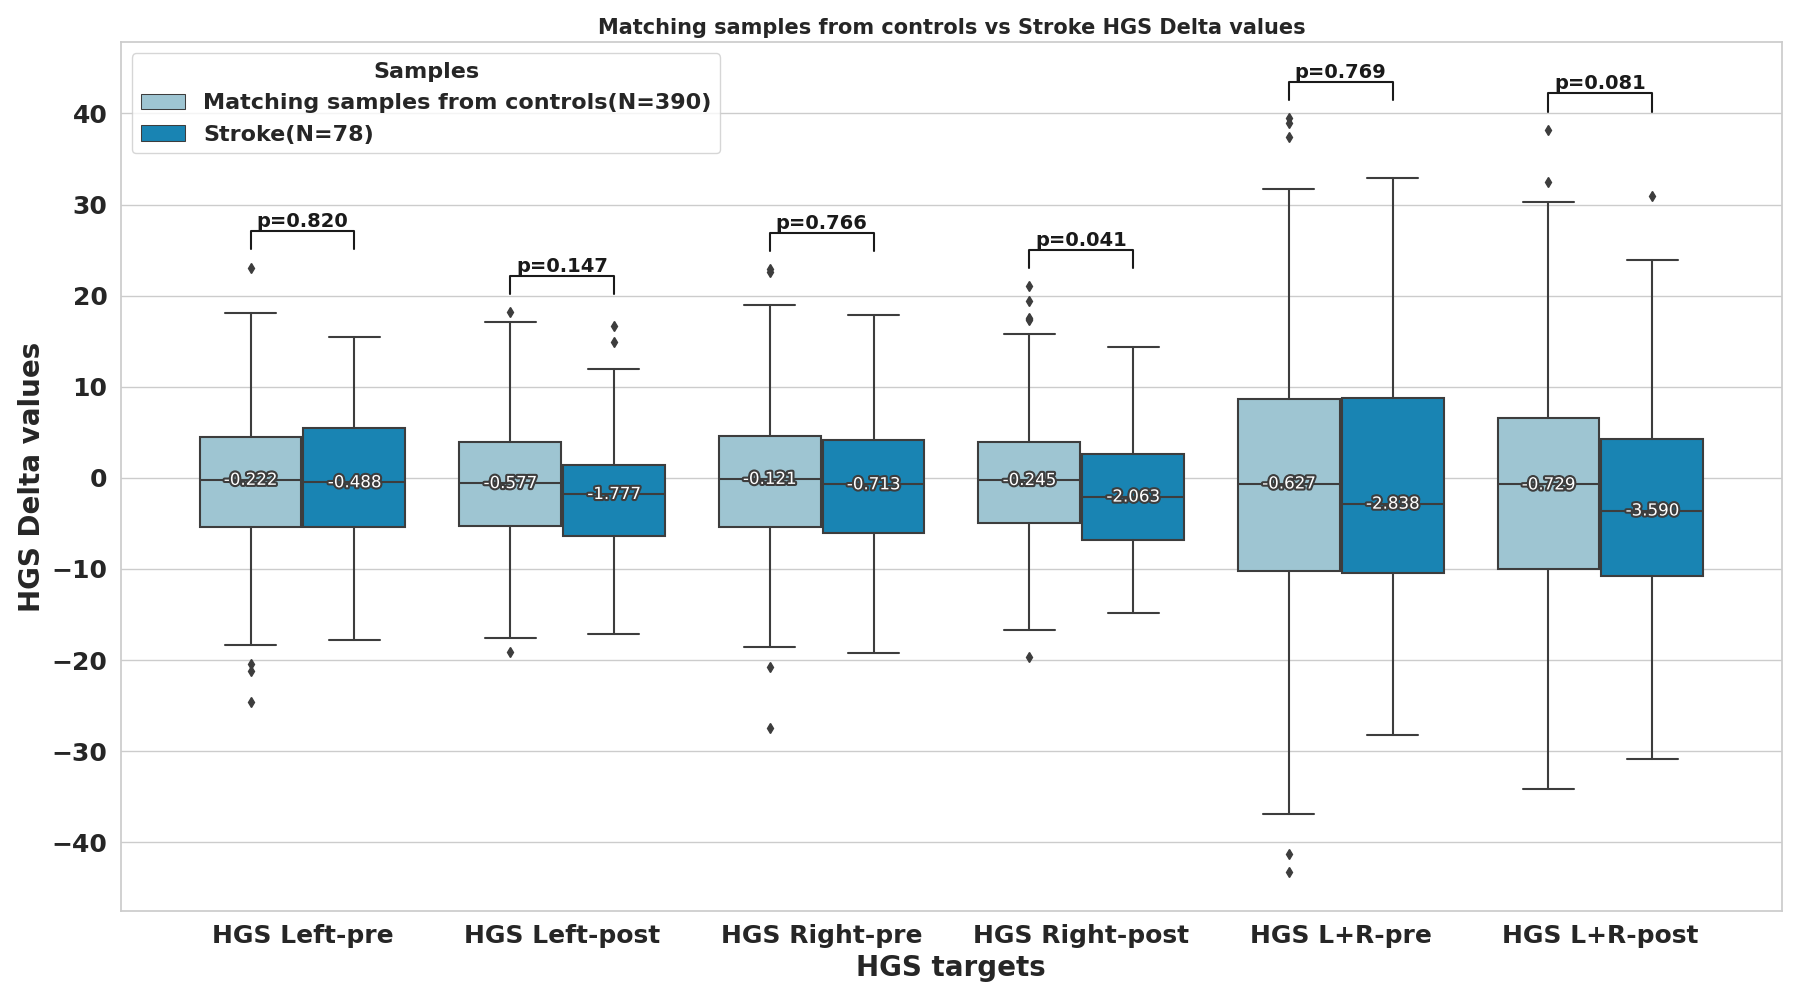 Matching samples from controls vs Stroke HGS Delta values
Samples
Matching samples from controls(N=390)
Stroke(N=78)
HGS Delta values
40
30
20
10
0
−10
−20
−30
−40
p=0.820
p=0.147
p=0.766
p=0.041
p=0.769
p=0.081
-0.222
-0.488
-0.577
-1.777
-0.121
-0.713
-0.245
-2.063
-0.627
-2.838
-0.729
-3.590
HGS Left-pre
HGS Left-post
HGS Right-pre
HGS Right-post
HGS L+R-pre
HGS L+R-post
HGS targets